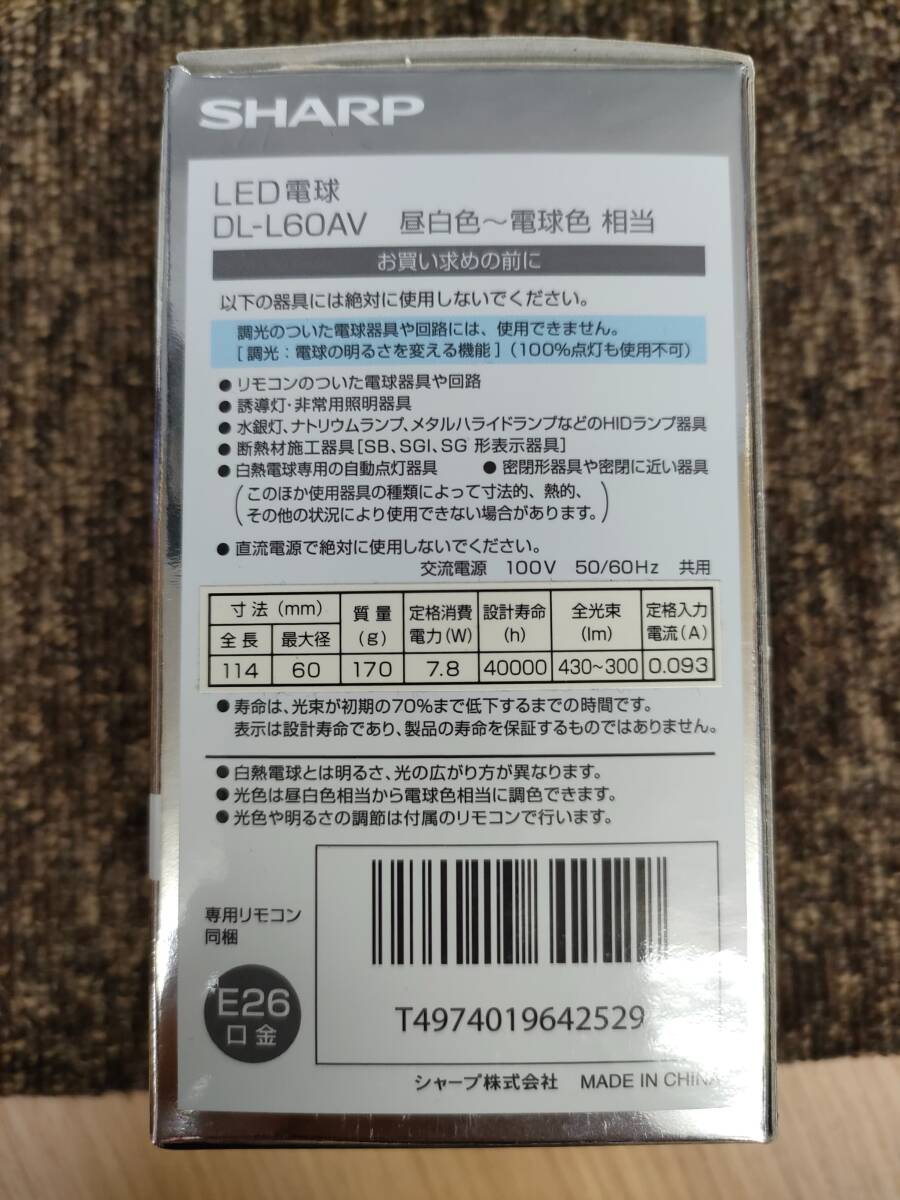 SHARP
LED電球
DL-L60AV 昼白色～電球色 相当
お買い求めの前に
以下の器具には絶対に使用しないでください。
調光のついた電球器具や回路には、使用できません。
[調光：電球の明るさを変える機能]（100%点灯も使用不可）
●リモコンのついた電球器具や回路
●誘導灯・非常用照明器具
●水銀灯、ナトリウムランプ、メタルハライドランプなどのHIDランプ器具
●断熱材施工器具[SB、SGI、SG 形表示器具]
●白熱電球専用の自動点灯器具 ●密閉形器具や密閉に近い器具
(このほか使用器具の種類によって寸法的、熱的、
その他の状況により使用できない場合があります。)
●直流電源で絶対に使用しないでください。
交流電源 100V 50/60Hz 共用
寸法（mm） 質量 定格消費 設計寿命 全光束 定格入力
全長 最大径 （g） 電力（W） （h） （lm） 電流（A）
114 60 170 7.8 40000 430~300 0.093
●寿命は、光束が初期の70%まで低下するまでの時間です。
表示は設計寿命であり、製品の寿命を保証するものではありません。
●白熱電球とは明るさ、光の広がり方が異なります。
●光色は昼白色相当から電球色相当に調色できます。
●光色や明るさの調節は付属のリモコンで行います。
専用リモコン
同梱
E26
口金
T4974019642529
シャープ株式会社 MADE IN CHINA